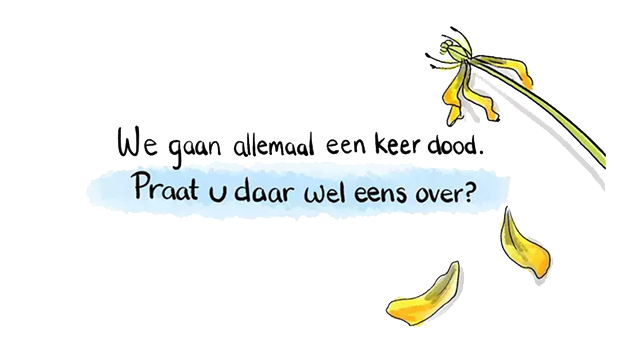 We gaan allemaal een keer dood.
Praat u daar wel eens over?